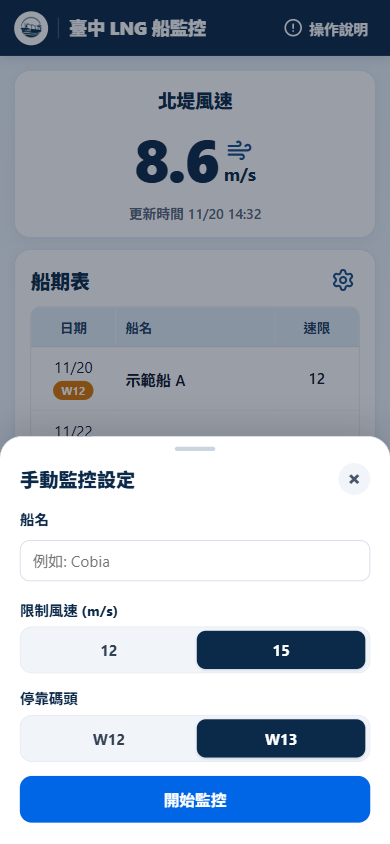 臺中 LNG 船監控
操作說明
北堤風速
8.6 m/s
更新時間 11/20 14:32
船期表
日期 船名 速限
11/20
W12
示範船 A
12
11/22
手動監控設定
船名
例如: Cobia
限制風速 (m/s)
12 15
停靠碼頭
W12 W13
開始監控